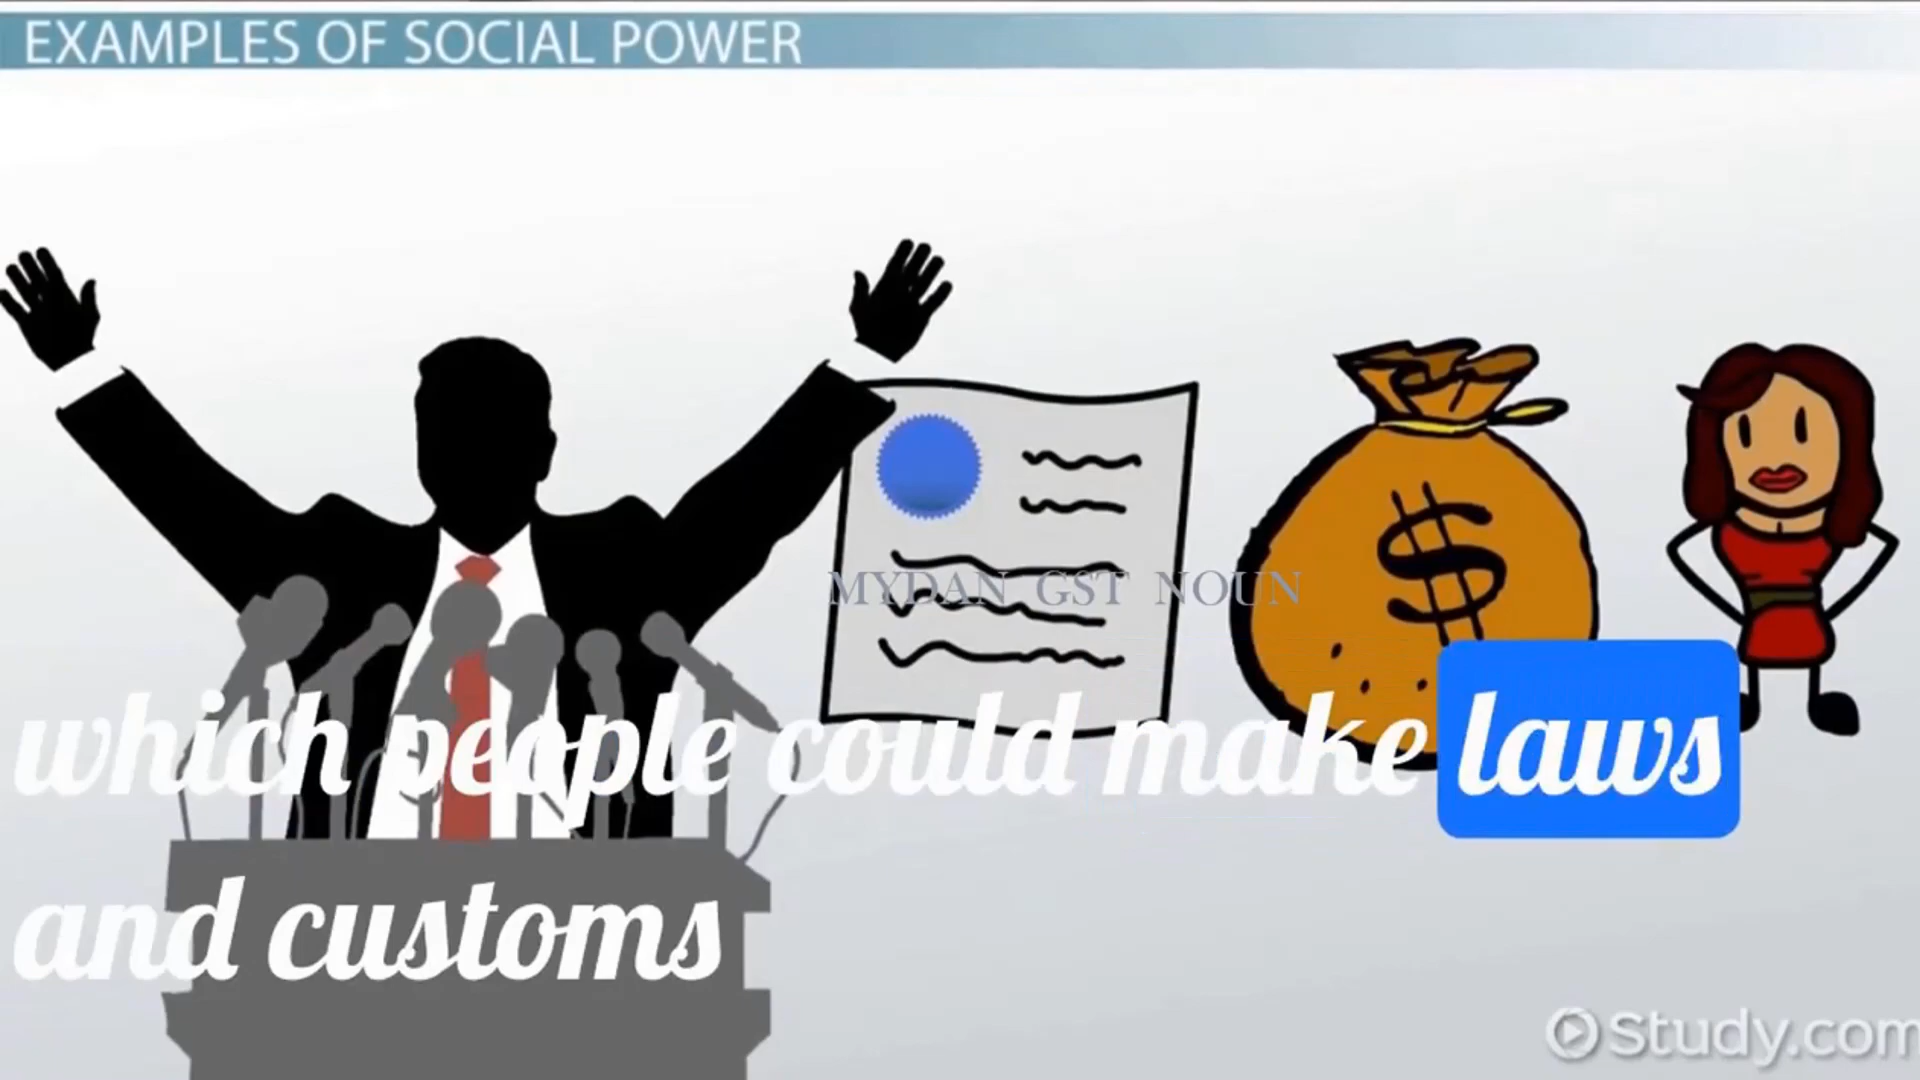 EXAMPLES OF SOCIAL POWER
$
MYDAN GST NOUN
which people could make laws
and customs
Study.com